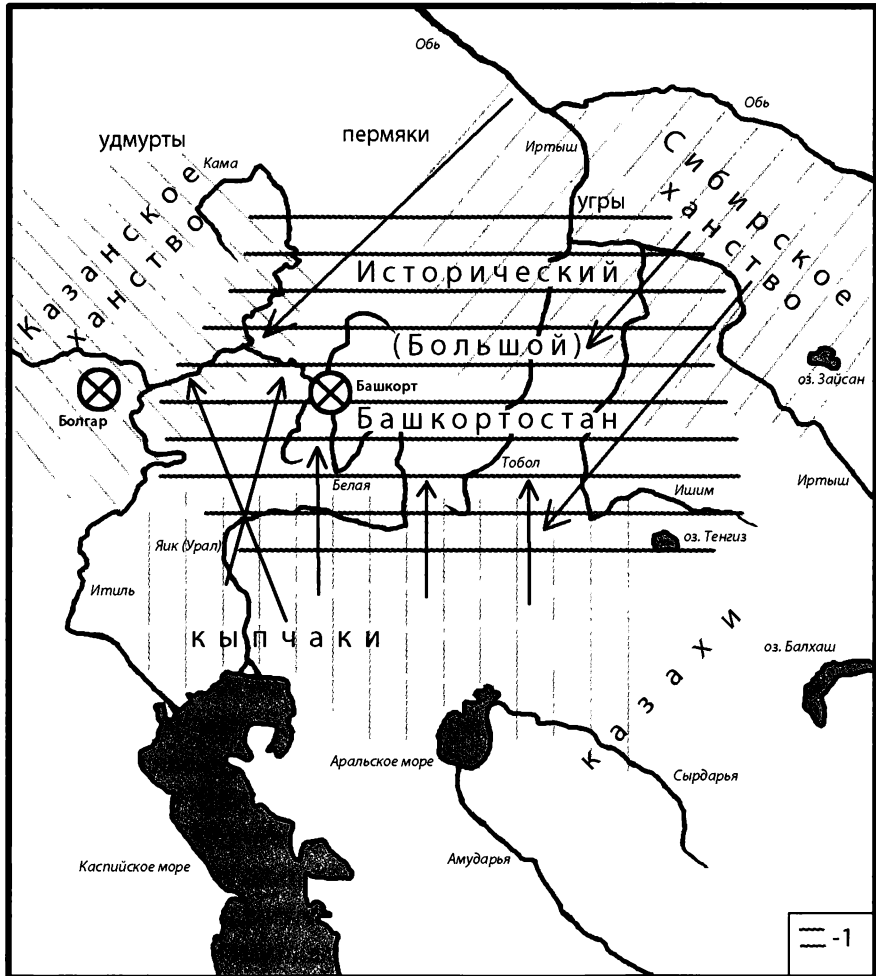 Обь
Обь
удмурты
пермяки
Кама
Иртыш
Сибирское
ханство
угры
Казанское
ханство
Исторический
(Большой)
Башкортостан
оз. Зайсан
Башкорт
Болгар
Белая
Тобол
Ишим
Иртыш
Яик (Урал)
оз. Тенгиз
Итиль
кыпчаки
казахи
оз. Балхаш
Аральское море
Сырдарья
Каспийское море
Амударья
-1